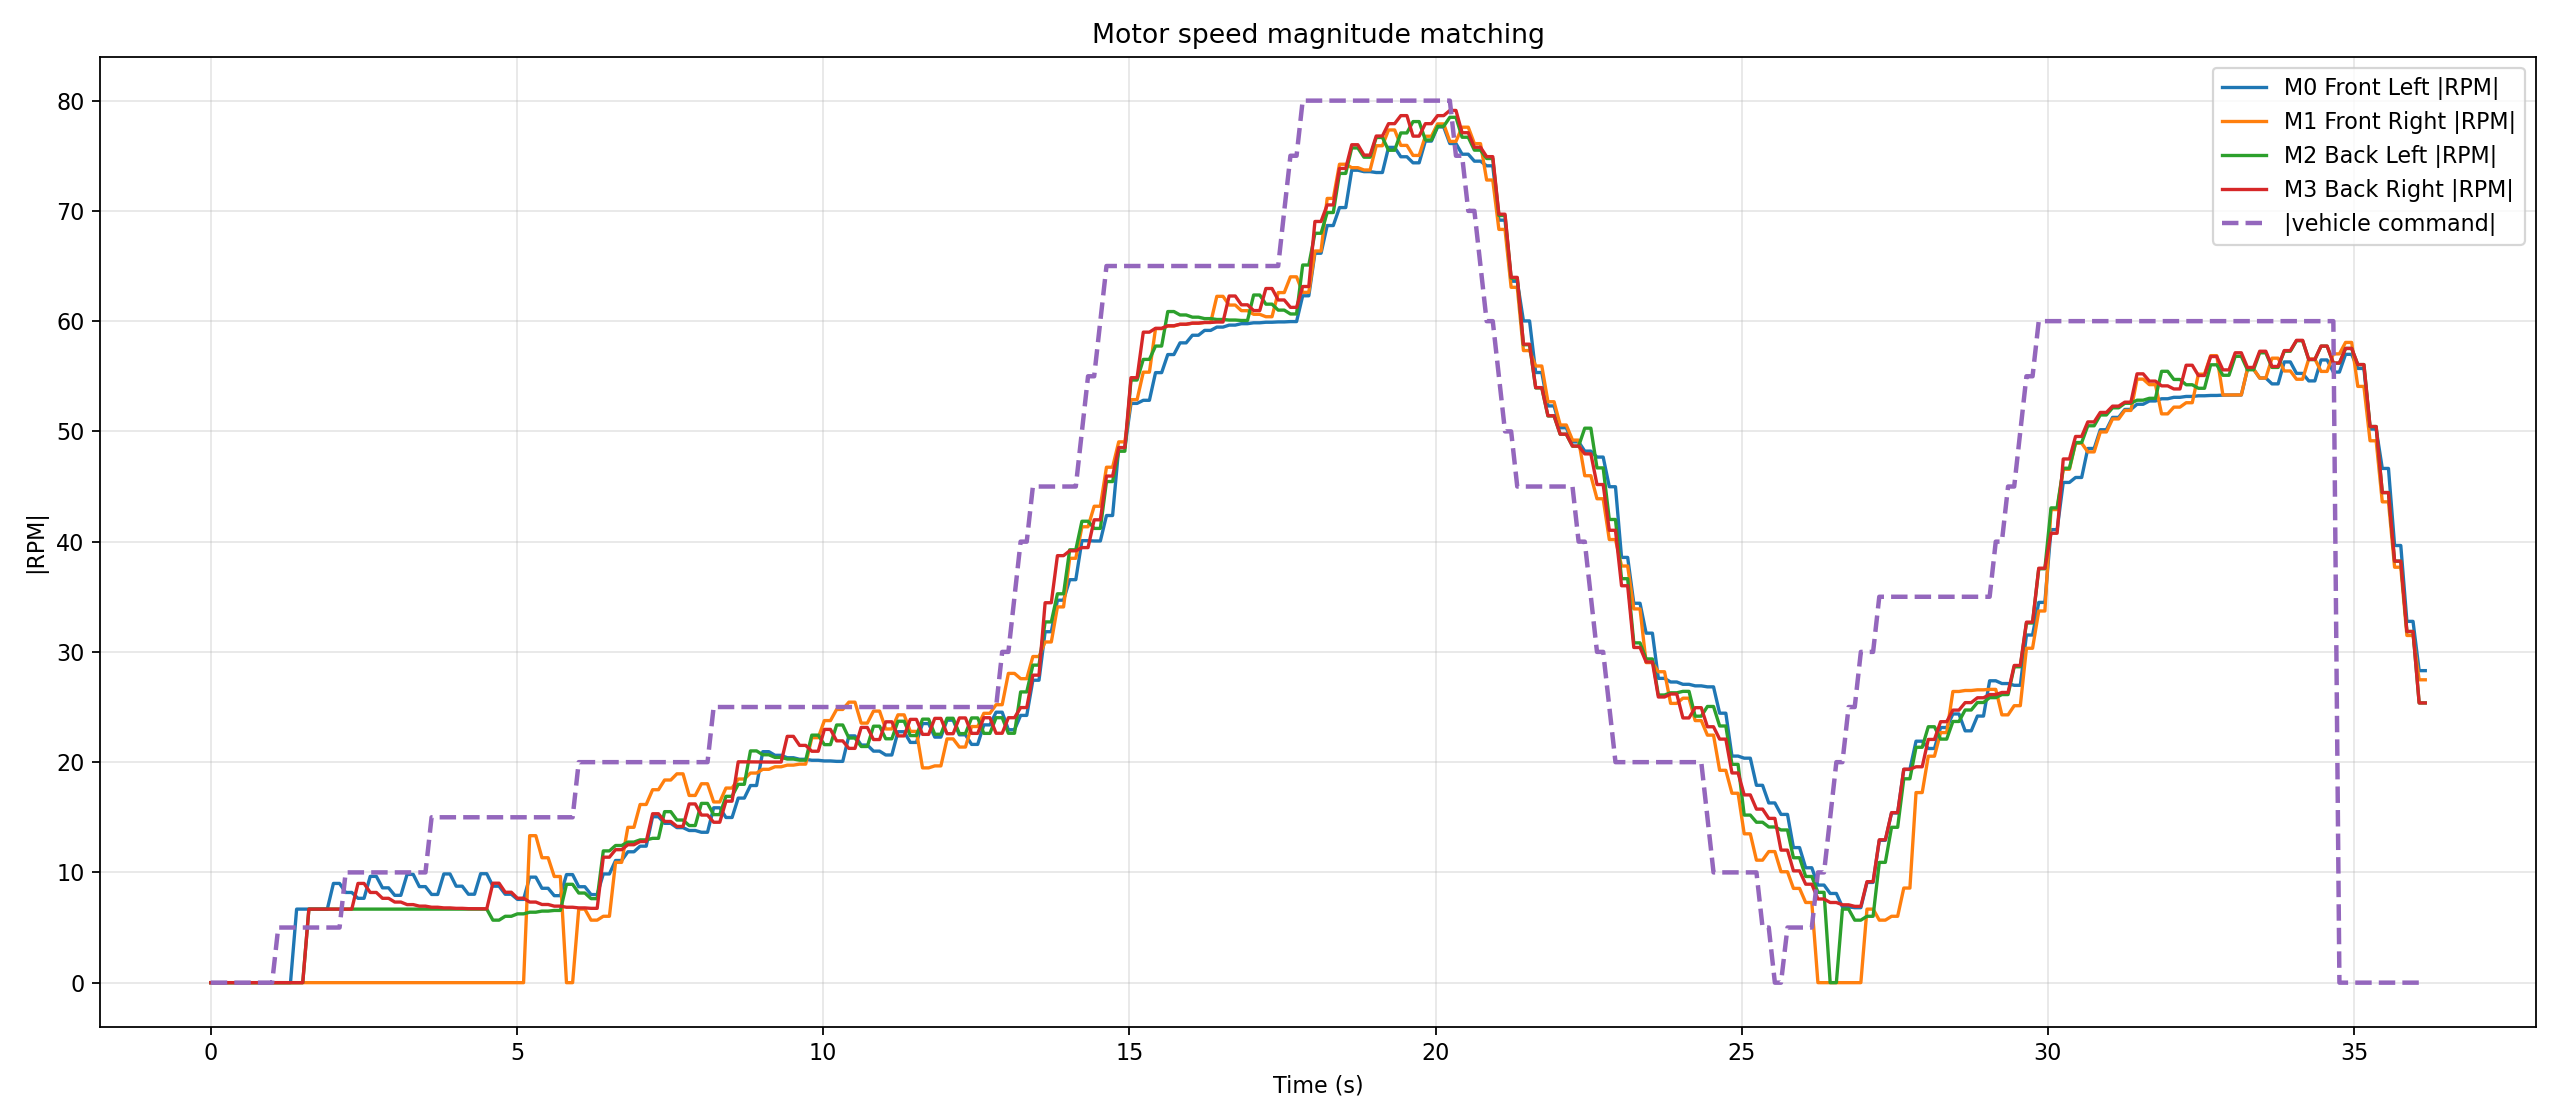 Motor speed magnitude matching
M0 Front Left |RPM|
M1 Front Right |RPM|
M2 Back Left |RPM|
M3 Back Right |RPM|
|vehicle command|
|RPM|
80
70
60
50
40
30
20
10
0
0 5 10 15 20 25 30 35
Time (s)